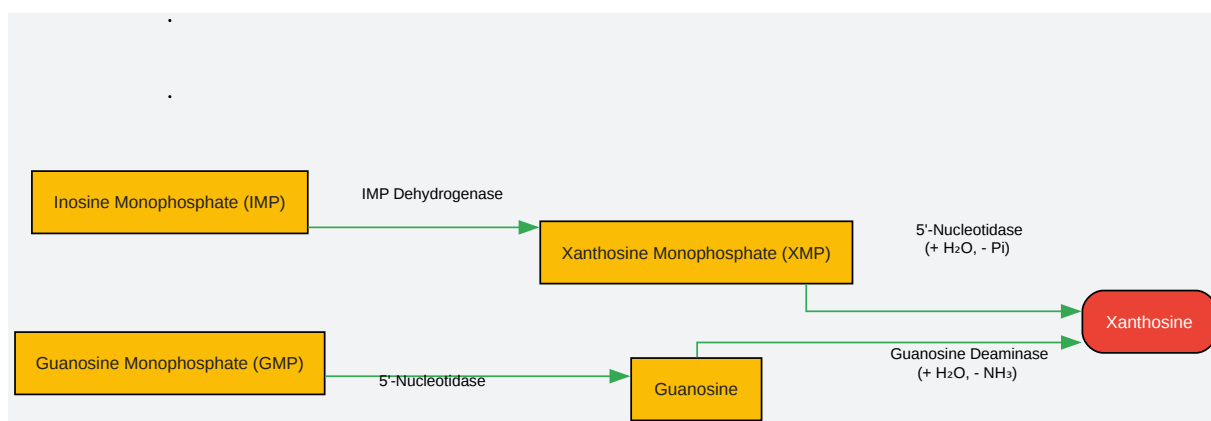 Inosine Monophosphate (IMP)
IMP Dehydrogenase
Xanthosine Monophosphate (XMP)
5'-Nucleotidase
(+ H₂O, - Pi)
Xanthosine
Guanosine Monophosphate (GMP)
5'-Nucleotidase
Guanosine
Guanosine Deaminase
(+ H₂O, - NH₃)